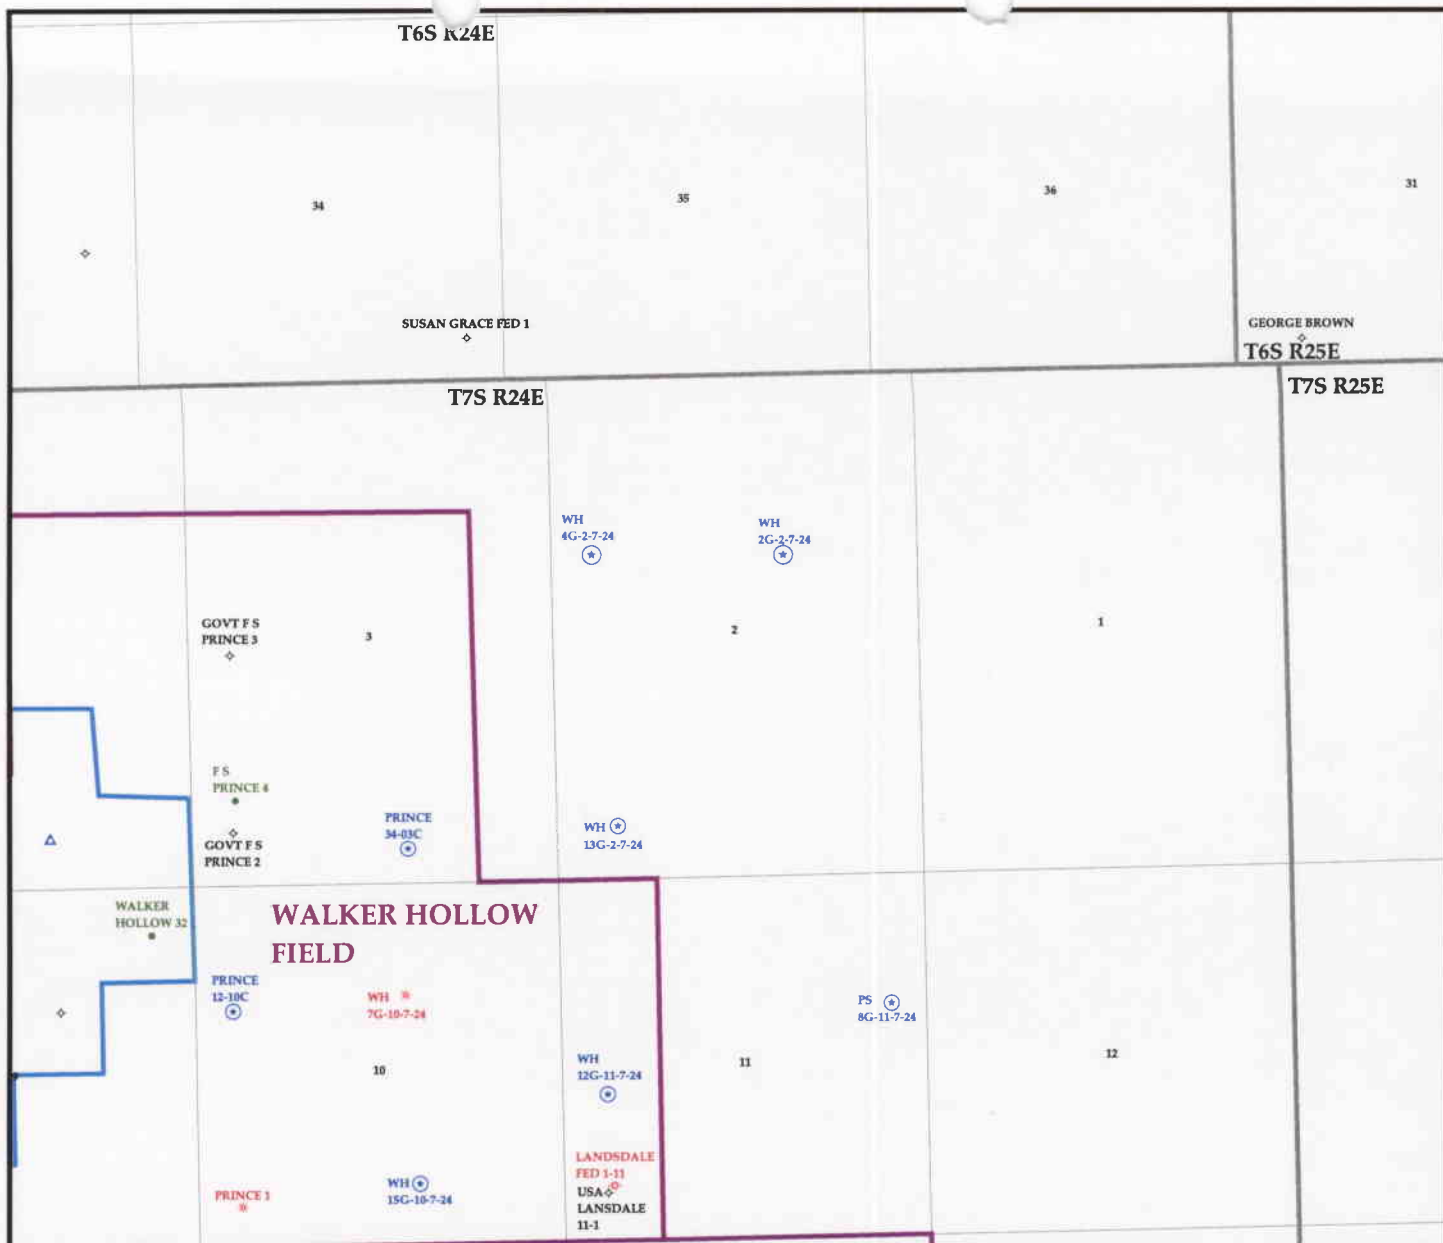 T6S R24E
34
35
36
31
SUSAN GRACE FED 1
GEORGE BROWN
T6S R25E
T7S R24E
T7S R25E
WH
4G-2-7-24
WH
2G-2-7-24
GOVT F S
PRINCE 3
3
2
1
F S
PRINCE 4
PRINCE
34-03C
WH
13G-2-7-24
GOVT F S
PRINCE 2
WALKER
HOLLOW 32
WALKER HOLLOW
FIELD
PRINCE
12-10C
WH
7G-10-7-24
PS
8G-11-7-24
10
WH
12G-11-7-24
11
12
LANDSDALE
FED 1-11
USA
LANSDALE
11-1
PRINCE 1
WH
15G-10-7-24